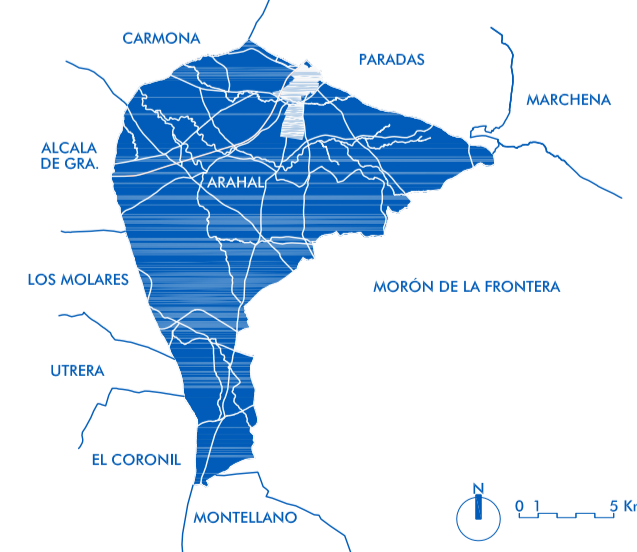 CARMONA
PARADAS
MARCHENA
ALCALA
DE GRA.
ARAHAL
LOS MOLARES
MORÓN DE LA FRONTERA
UTRERA
EL CORONIL
MONTELLANO
N
0 1 5 Km